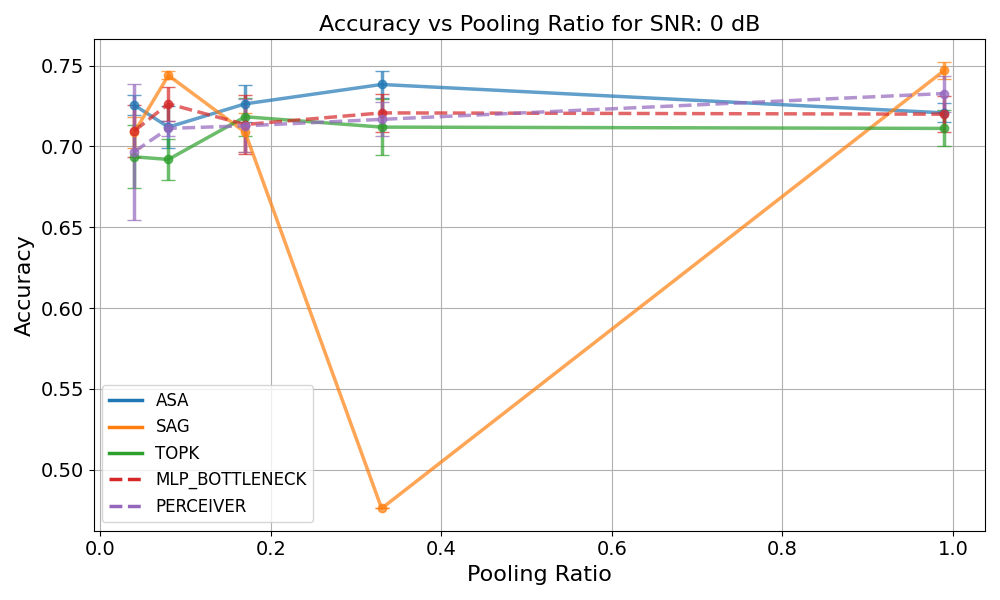 Accuracy vs Pooling Ratio for SNR: 0 dB
Accuracy
0.75
0.70
0.65
0.60
0.55
0.50
ASA
SAG
TOPK
MLP_BOTTLENECK
PERCEIVER
0.0 0.2 0.4 0.6 0.8 1.0
Pooling Ratio